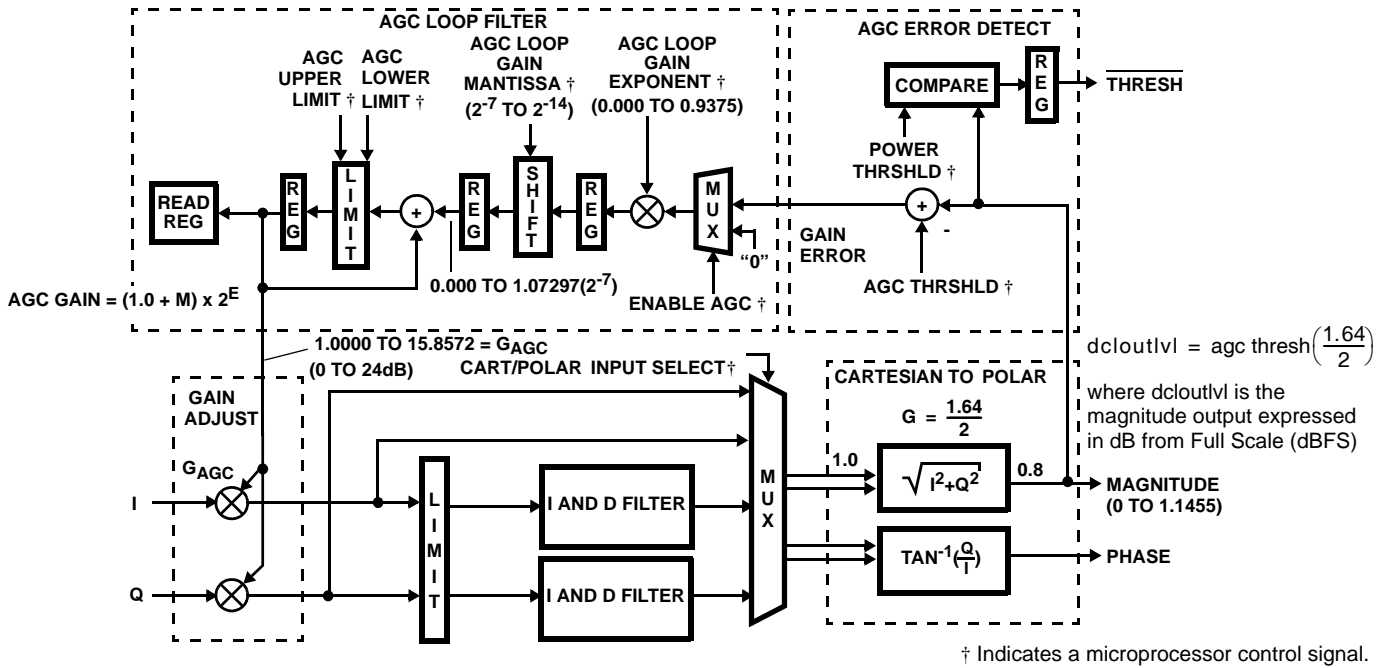 AGC LOOP FILTER
AGC ERROR DETECT
AGC
UPPER
LIMIT †
AGC
LOWER
LIMIT †
AGC LOOP
GAIN
MANTISSA †
(2-7 TO 2-14)
AGC LOOP
GAIN
EXPONENT †
(0.000 TO 0.9375)
COMPARE
REG
THRESH
POWER
THRSHLD †
READ
REG
REG
LIMIT
+
REG
SHIFT
REG
MUX
+
-
"0"
GAIN
ERROR
AGC THRSHLD †
ENABLE AGC †
0.000 TO 1.07297(2-7)
AGC GAIN = (1.0 + M) x 2E
1.0000 TO 15.8572 = GAGC
(0 TO 24dB)
CART/POLAR INPUT SELECT†
dcloutlvl = agc thresh(1.64/2)
where dcloutlvl is the
magnitude output expressed
in dB from Full Scale (dBFS)
GAIN
ADJUST
GAGC
I
Q
LIMIT
I AND D FILTER
I AND D FILTER
MUX
CARTESIAN TO POLAR
G = 1.64/2
1.0
√I2+Q2
0.8
MAGNITUDE
(0 TO 1.1455)
TAN-1(Q/I)
PHASE
† Indicates a microprocessor control signal.